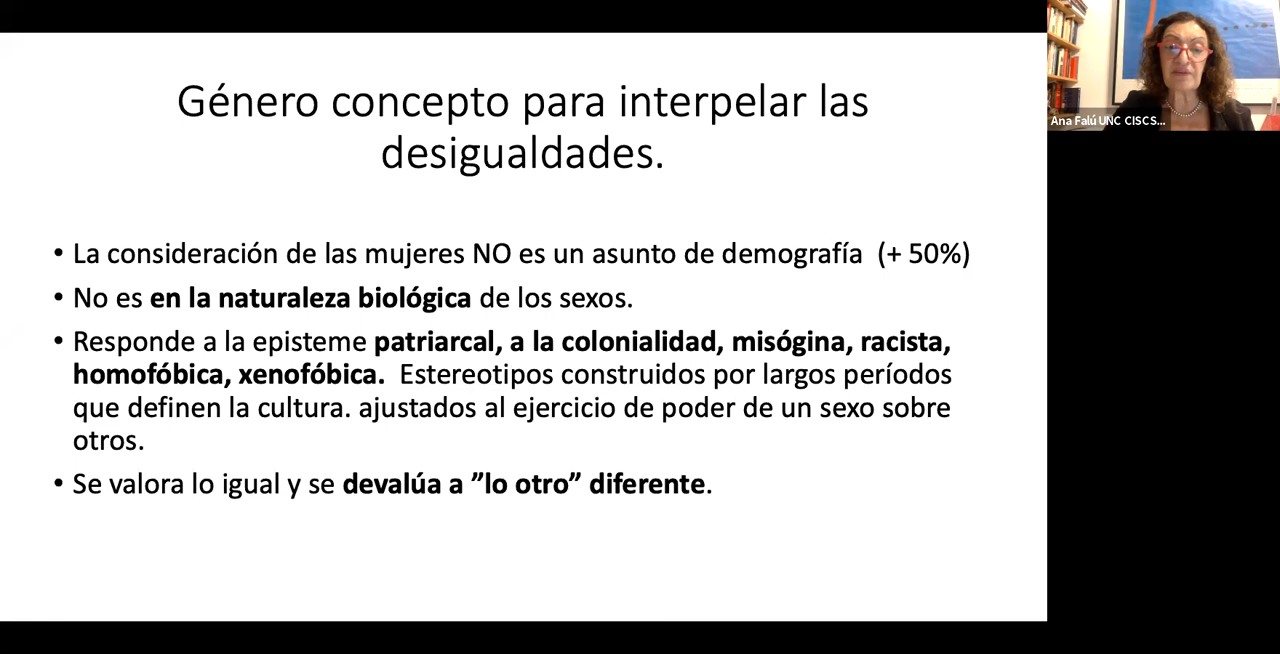 Género concepto para interpelar las
desigualdades.
• La consideración de las mujeres NO es un asunto de demografía (+ 50%)
• No es en la naturaleza biológica de los sexos.
• Responde a la episteme patriarcal, a la colonialidad, misógina, racista,
homofóbica, xenofóbica. Estereotipos construidos por largos períodos
que definen la cultura. ajustados al ejercicio de poder de un sexo sobre
otros.
• Se valora lo igual y se devalúa a ”lo otro” diferente.
Ana Falú UNC CISCS...